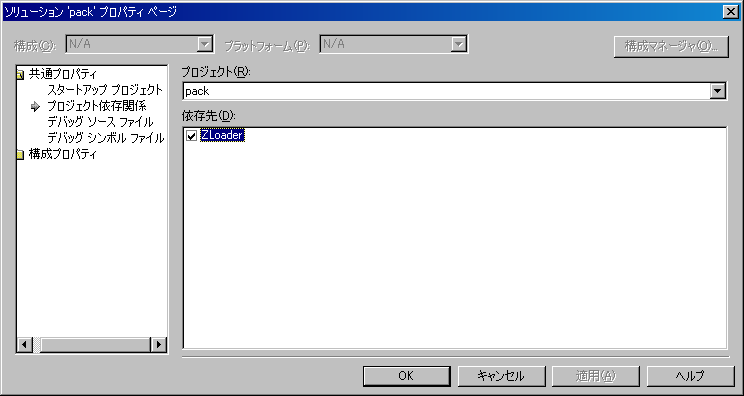 ソリューション 'pack' プロパティ ページ
構成(C): N/A プラットフォーム(P): N/A 構成マネージャ(O)...
共通プロパティ
スタートアップ プロジェクト
プロジェクト依存関係
デバッグ ソース ファイル
デバッグ シンボル ファイル
構成プロパティ
プロジェクト(R):
pack
依存先(D):
ZLoader
OK キャンセル 適用(A) ヘルプ